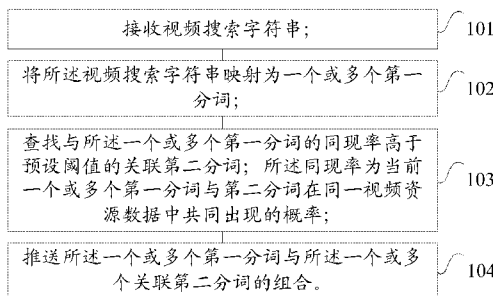 接收视频搜索字符串;
101
将所述视频搜索字符串映射为一个或多个第一
分词;
102
查找与所述一个或多个第一分词的同现率高于
预设阈值的关联第二分词; 所述同现率为当前
一个或多个第一分词与第二分词在同一视频资
源数据中共同出现的概率;
103
推送所述一个或多个第一分词与所述一个或多
个关联第二分词的组合。
104